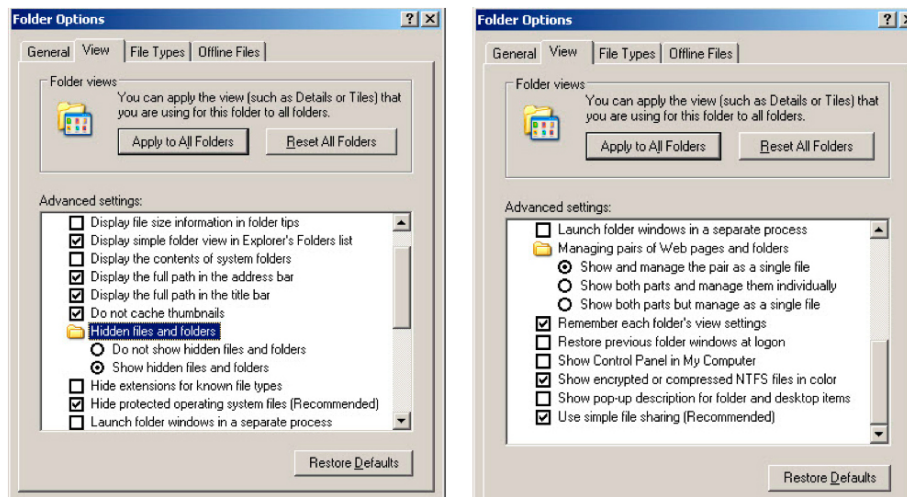 Folder Options
General View File Types Offline Files
Folder views
You can apply the view (such as Details or Tiles) that
you are using for this folder to all folders.
Apply to All Folders Reset All Folders
Advanced settings:
Display file size information in folder tips
Display simple folder view in Explorer's Folders list
Display the contents of system folders
Display the full path in the address bar
Display the full path in the title bar
Do not cache thumbnails
Hidden files and folders
Do not show hidden files and folders
Show hidden files and folders
Hide extensions for known file types
Hide protected operating system files (Recommended)
Launch folder windows in a separate process
Restore Defaults
Folder Options
General View File Types Offline Files
Folder views
You can apply the view (such as Details or Tiles) that
you are using for this folder to all folders.
Apply to All Folders Reset All Folders
Advanced settings:
Launch folder windows in a separate process
Managing pairs of Web pages and folders
Show and manage the pair as a single file
Show both parts and manage them individually
Show both parts but manage as a single file
Remember each folder's view settings
Restore previous folder windows at logon
Show Control Panel in My Computer
Show encrypted or compressed NTFS files in color
Show pop-up description for folder and desktop items
Use simple file sharing (Recommended)
Restore Defaults